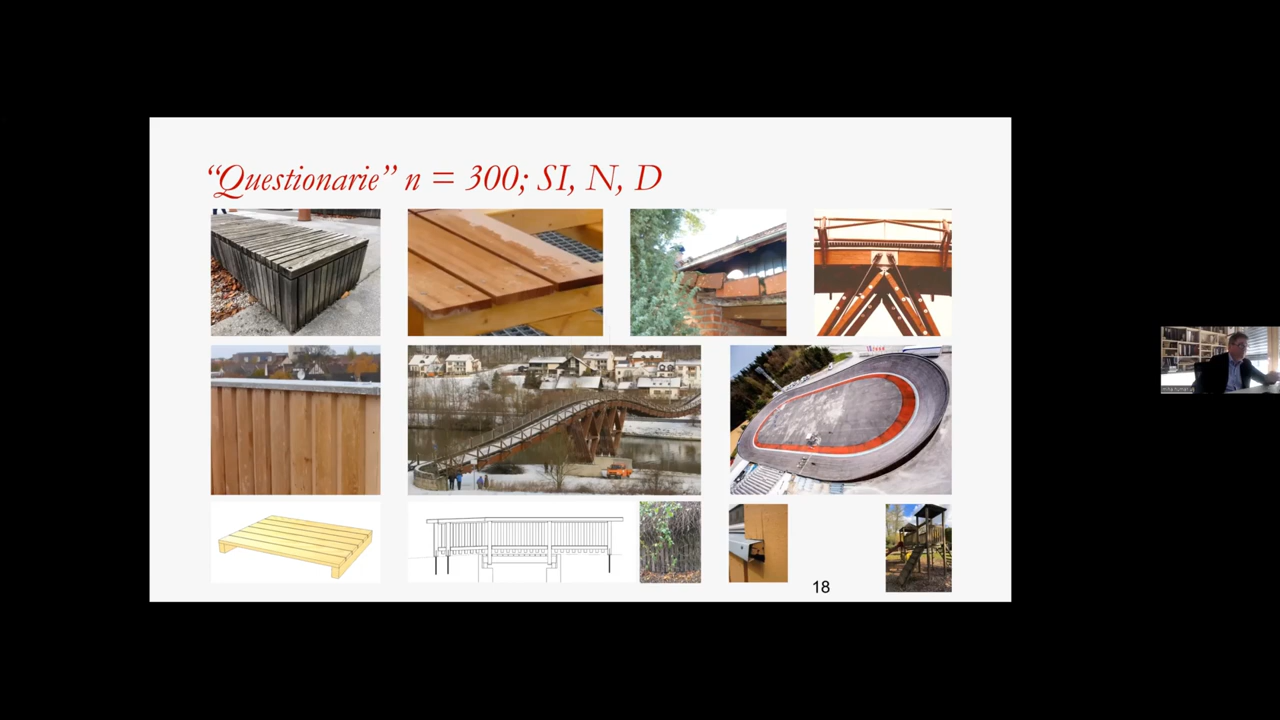 “Questionarie” n = 300; SI, N, D
18